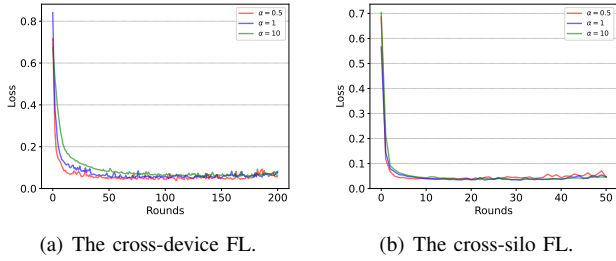 α = 0.5
α = 1
α = 10
Loss
0.8
0.6
0.4
0.2
0.0
0 50 100 150 200
Rounds
(a) The cross-device FL.
α = 0.5
α = 1
α = 10
Loss
0.7
0.6
0.5
0.4
0.3
0.2
0.1
0.0
0 10 20 30 40 50
Rounds
(b) The cross-silo FL.